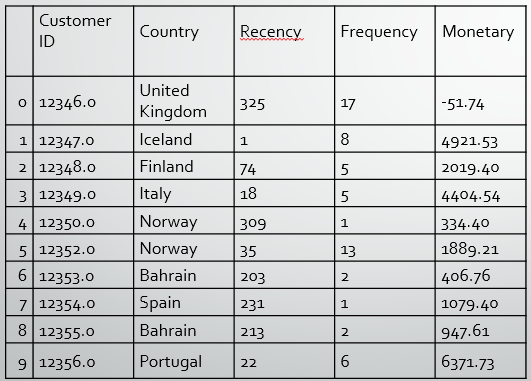 Customer ID Country Recency Frequency Monetary
0 12346.0 United Kingdom 325 17 -51.74
1 12347.0 Iceland 1 8 4921.53
2 12348.0 Finland 74 5 2019.40
3 12349.0 Italy 18 5 4404.54
4 12350.0 Norway 309 1 334.40
5 12352.0 Norway 35 13 1889.21
6 12353.0 Bahrain 203 2 406.76
7 12354.0 Spain 231 1 1079.40
8 12355.0 Bahrain 213 2 947.61
9 12356.0 Portugal 22 6 6371.73